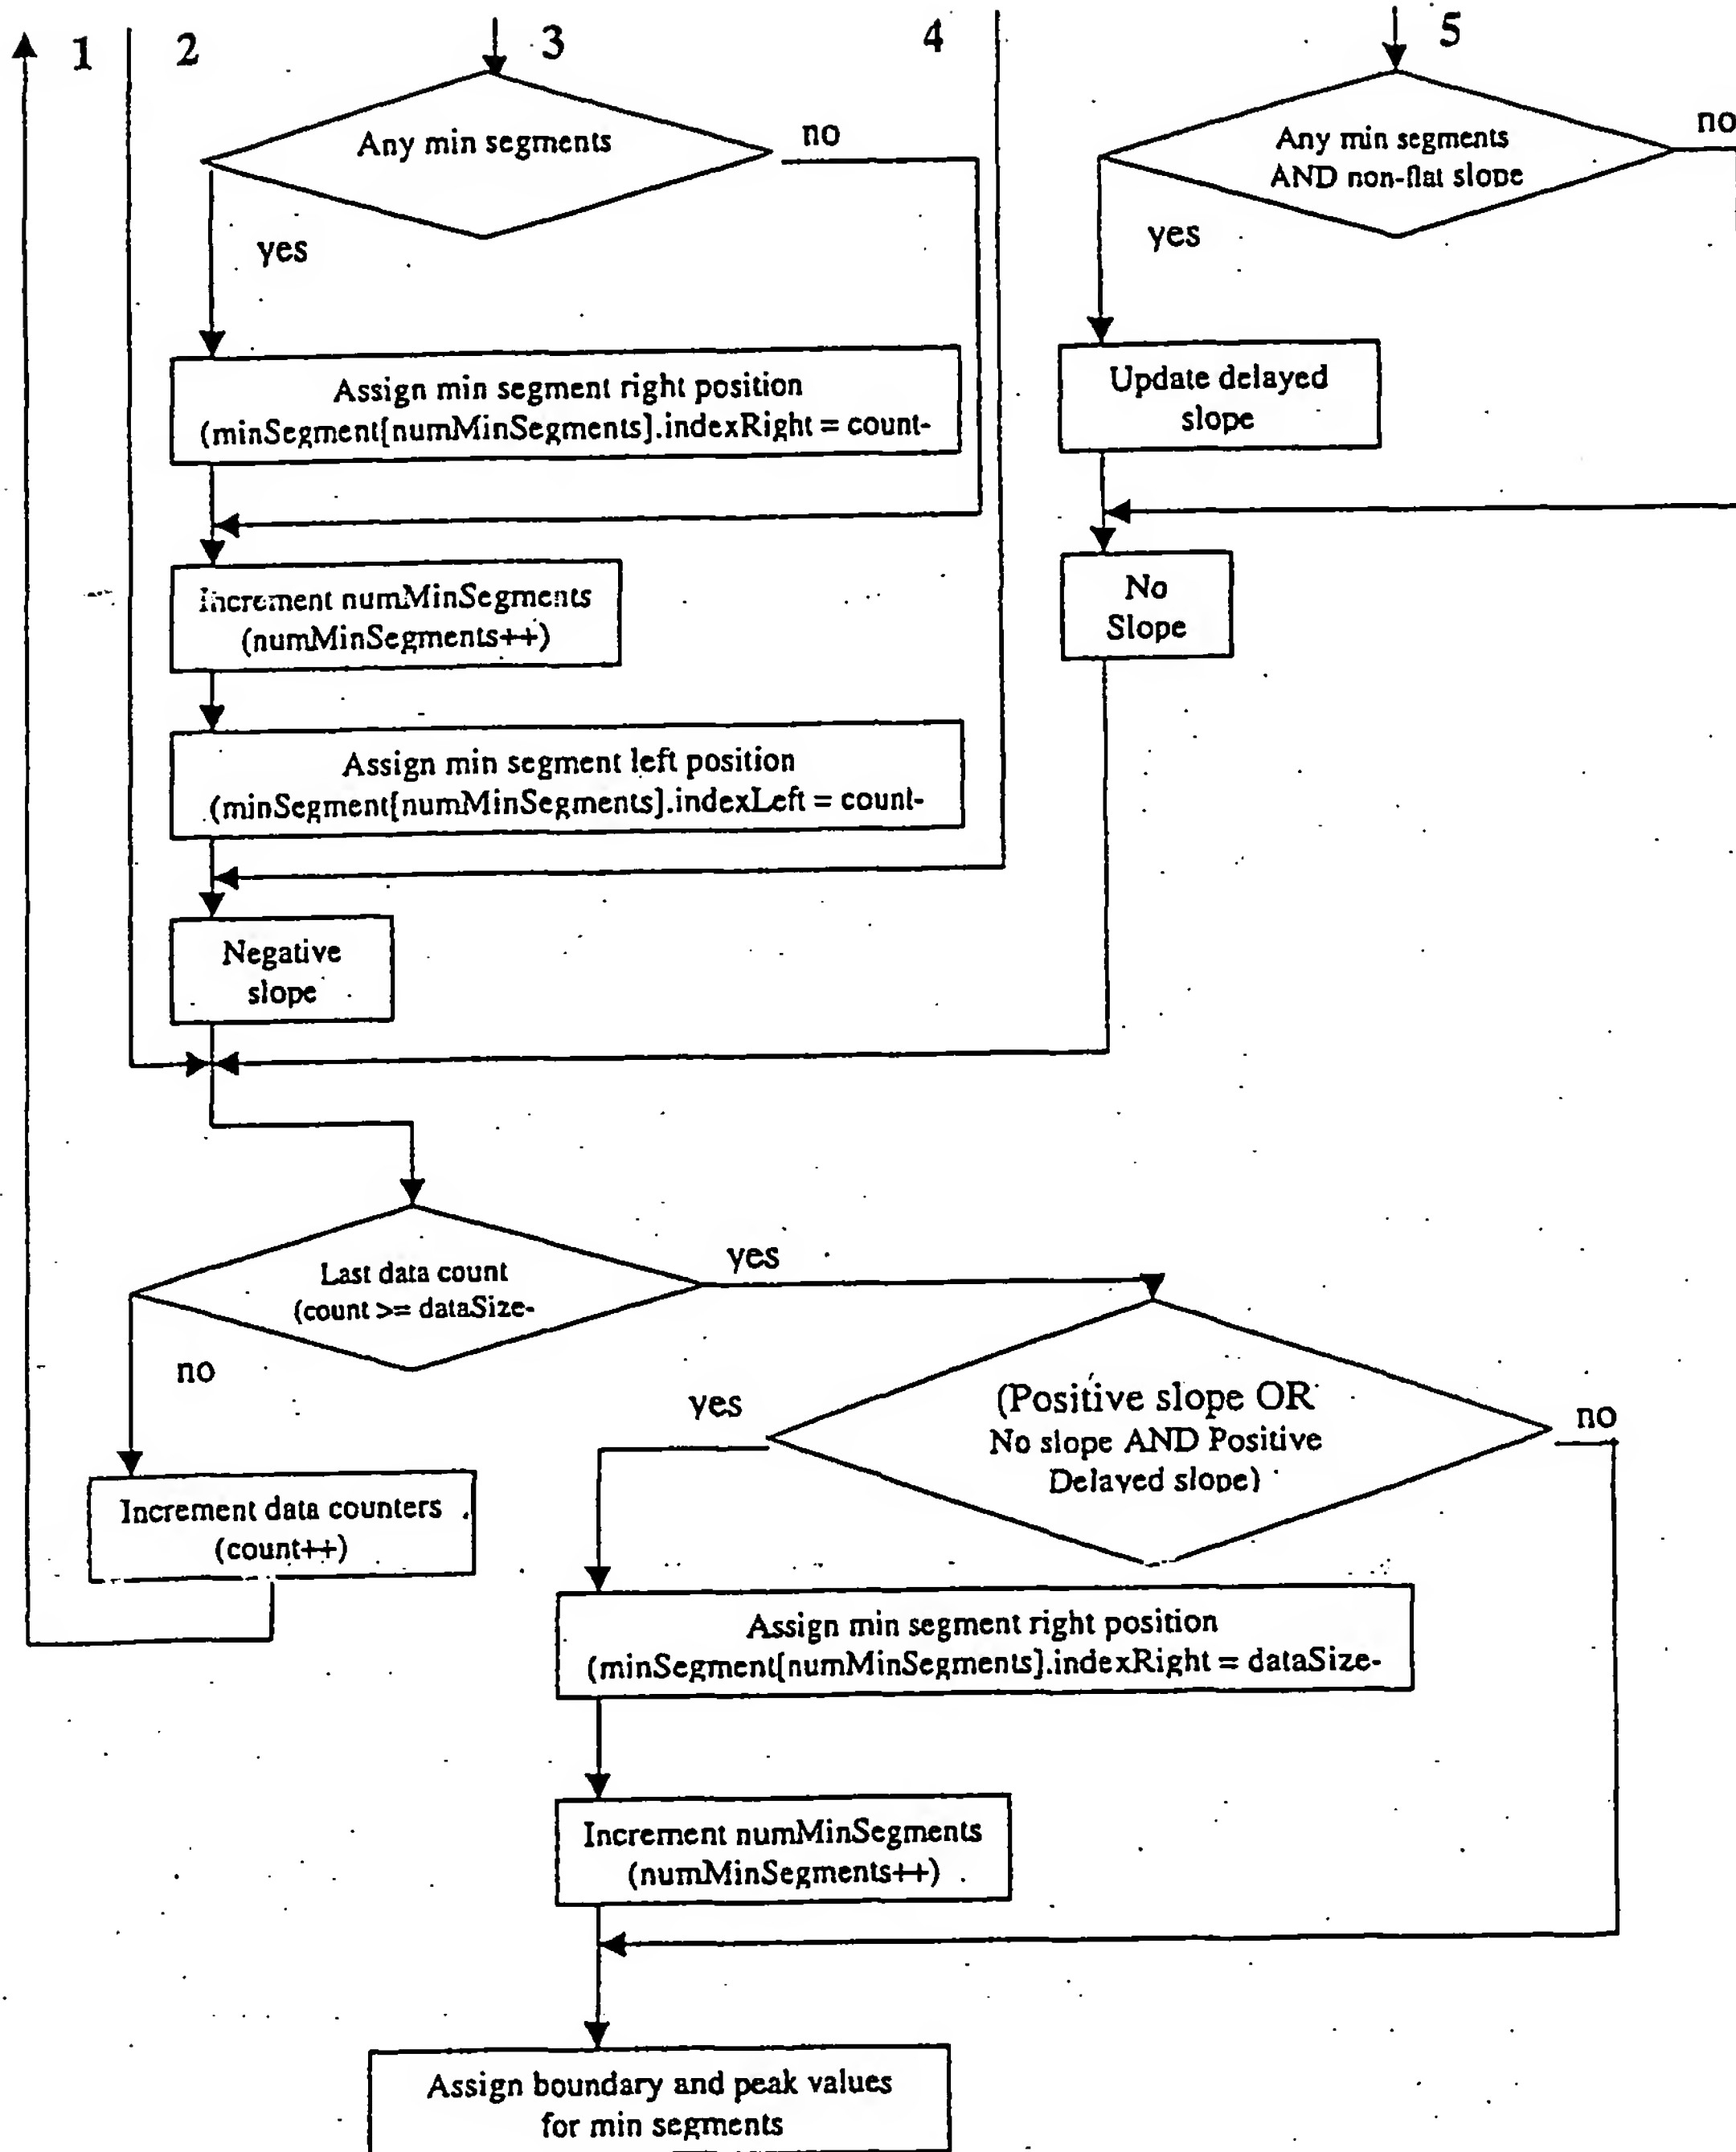 1
2
3
4
5
Any min segments
no
yes
Any min segments
AND non-flat slope
no
yes
Assign min segment right position
(minSegment[numMinSegments].indexRight = count-
Update delayed
slope
Increment numMinSegments
(numMinSegments++)
No
Slope
Assign min segment left position
(minSegment[numMinSegments].indexLeft = count-
Negative
slope
Last data count
(count >= dataSize-
yes
no
(Positive slope OR
No slope AND Positive
Delayed slope)
yes
no
Increment data counters
(count++)
Assign min segment right position
(minSegment[numMinSegments].indexRight = dataSize-
Increment numMinSegments
(numMinSegments++)
Assign boundary and peak values
for min segments